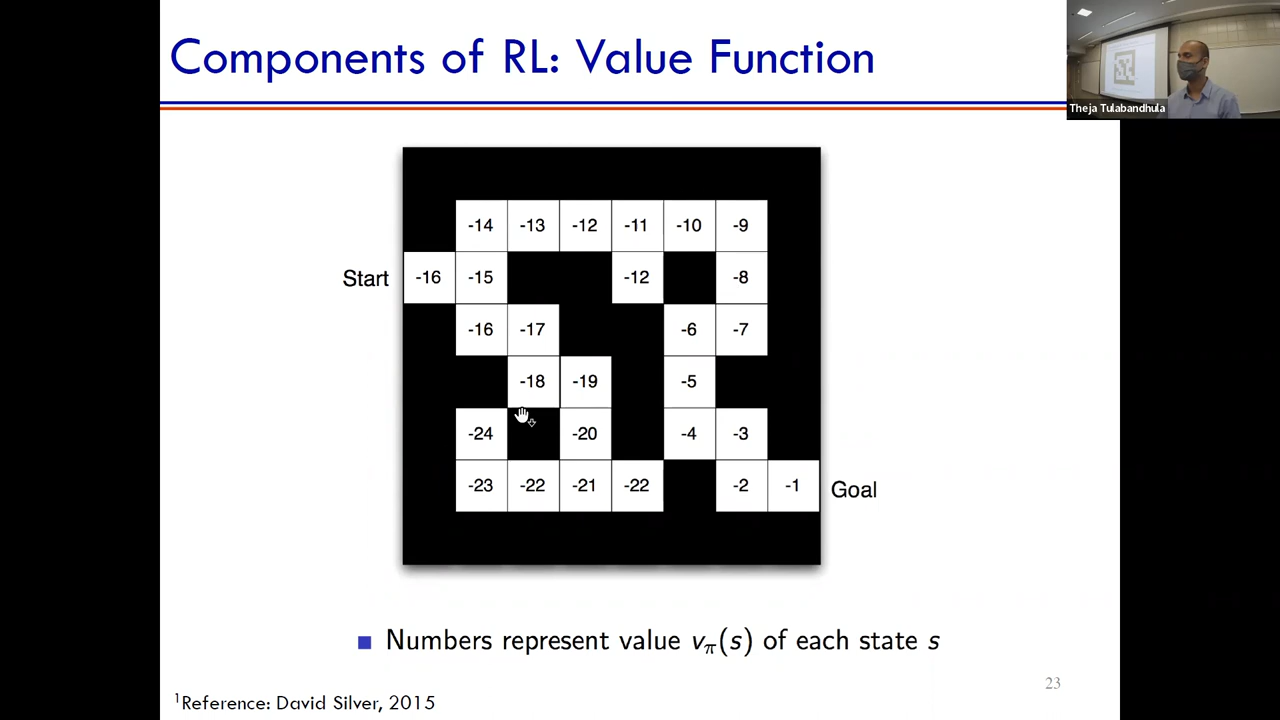 Components of RL: Value Function
Theja Tulabandhula
-14 -13 -12 -11 -10 -9
Start -16 -15 -12 -8
-16 -17 -6 -7
-18 -19 -5
-24 -20 -4 -3
-23 -22 -21 -22 -2 -1 Goal
Numbers represent value vπ(s) of each state s
23
1Reference: David Silver, 2015